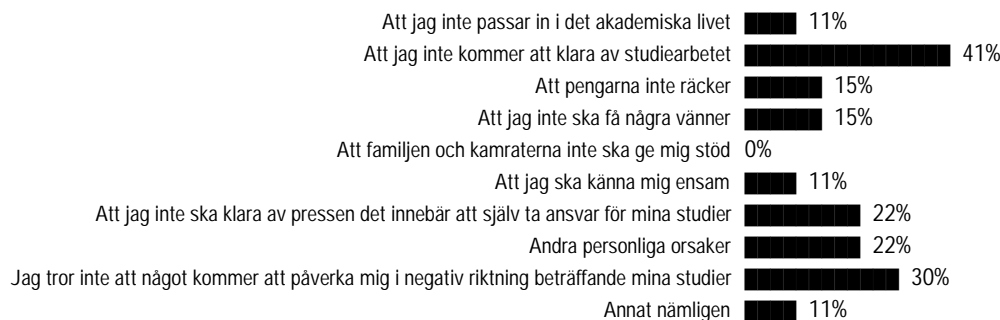 Att jag inte passar in i det akademiska livet 11%
Att jag inte kommer att klara av studiearbetet 41%
Att pengarna inte räcker 15%
Att jag inte ska få några vänner 15%
Att familjen och kamraterna inte ska ge mig stöd 0%
Att jag ska känna mig ensam 11%
Att jag inte ska klara av pressen det innebär att själv ta ansvar för mina studier 22%
Andra personliga orsaker 22%
Jag tror inte att något kommer att påverka mig i negativ riktning beträffande mina studier 30%
Annat nämligen 11%